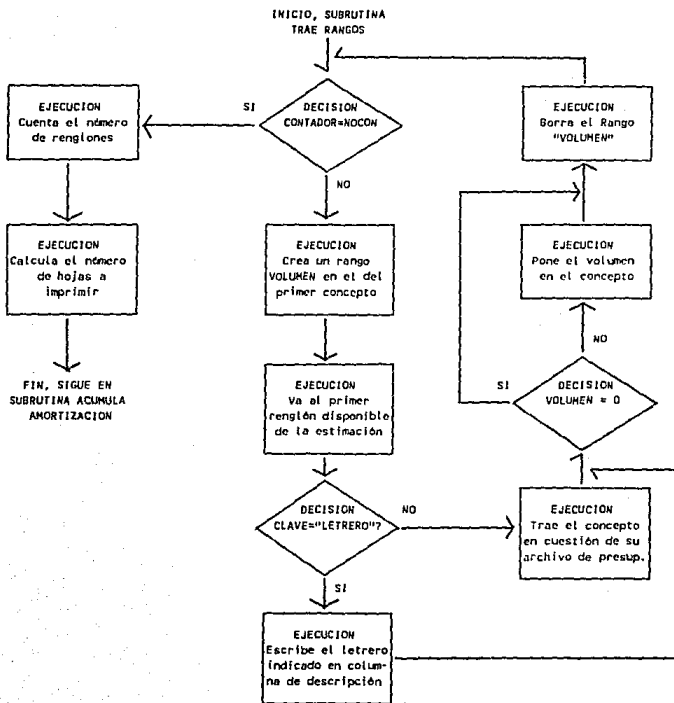 INICIO, SUBRUTINA
TRAE RANGOS
EJECUCION
Cuenta el número
de renglones
SI
DECISION
CONTADOR=NOCON
EJECUCION
Borra el Rango
"VOLUMEN"
NO
EJECUCION
Calcula el número
de hojas a
imprimir
EJECUCION
Crea un rango
VOLUMEN en el del
primer concepto
EJECUCION
Pone el volumen
en el concepto
NO
FIN, SIGUE EN
SUBRUTINA ACUMULA
AMORTIZACION
EJECUCION
Va al primer
renglón disponible
de la estimación
SI
DECISION
VOLUMEN = 0
DECISION
CLAVE="LETRERO"?
NO
EJECUCION
Trae el concepto
en cuestión de su
archivo de presup.
SI
EJECUCION
Escribe el letrero
indicado en colum-
na de descripción